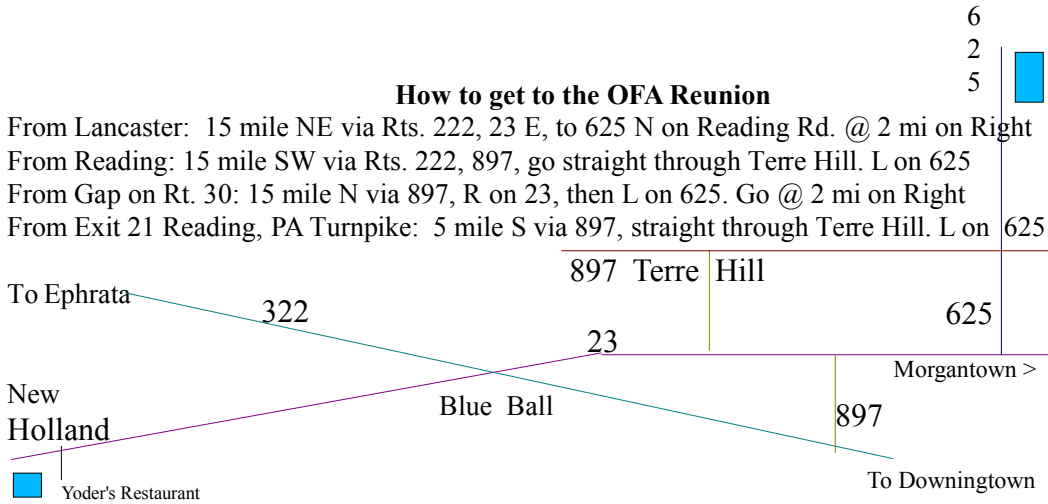 6
2
5
How to get to the OFA Reunion
From Lancaster: 15 mile NE via Rts. 222, 23 E, to 625 N on Reading Rd. @ 2 mi on Right
From Reading: 15 mile SW via Rts. 222, 897, go straight through Terre Hill. L on 625
From Gap on Rt. 30: 15 mile N via 897, R on 23, then L on 625. Go @ 2 mi on Right
From Exit 21 Reading, PA Turnpike: 5 mile S via 897, straight through Terre Hill. L on 625
897 Terre Hill
To Ephrata
322
625
23
Morgantown >
New
Holland
Blue Ball
897
To Downingtown
Yoder's Restaurant